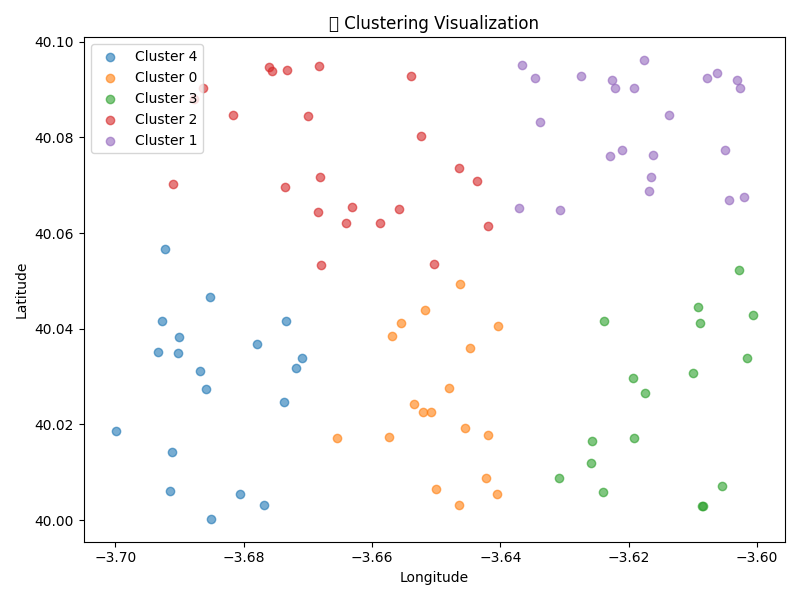 ▯ Clustering Visualization
Cluster 4
Cluster 0
Cluster 3
Cluster 2
Cluster 1
40.10
40.08
40.06
40.04
40.02
40.00
Latitude
−3.70 −3.68 −3.66 −3.64 −3.62 −3.60
Longitude